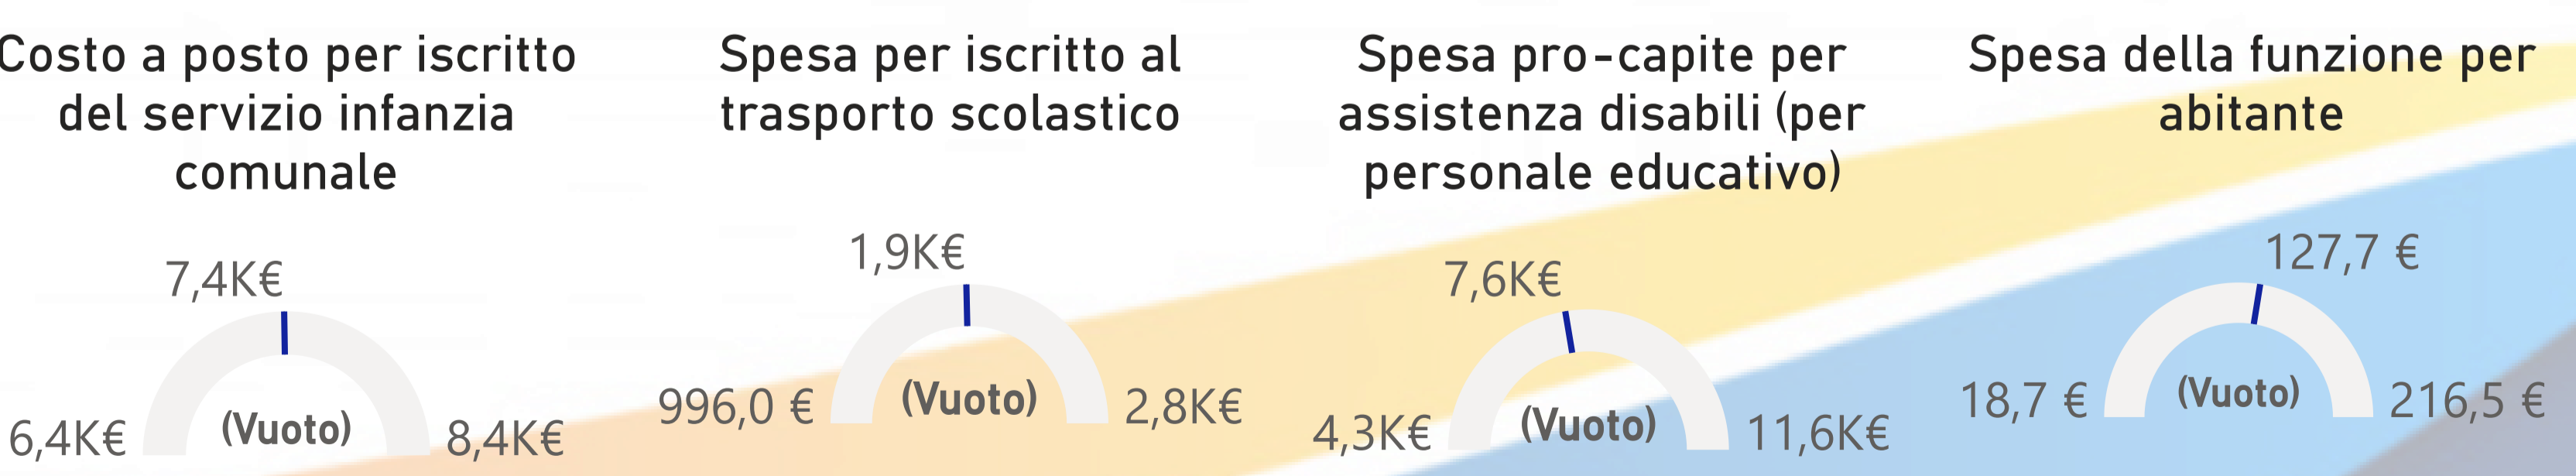 Costo a posto per iscritto
del servizio infanzia
comunale
7,4K€
6,4K€
(Vuoto)
8,4K€
Spesa per iscritto al
trasporto scolastico
1,9K€
996,0 €
(Vuoto)
2,8K€
Spesa pro-capite per
assistenza disabili (per
personale educativo)
7,6K€
4,3K€
(Vuoto)
11,6K€
Spesa della funzione per
abitante
127,7 €
18,7 €
(Vuoto)
216,5 €